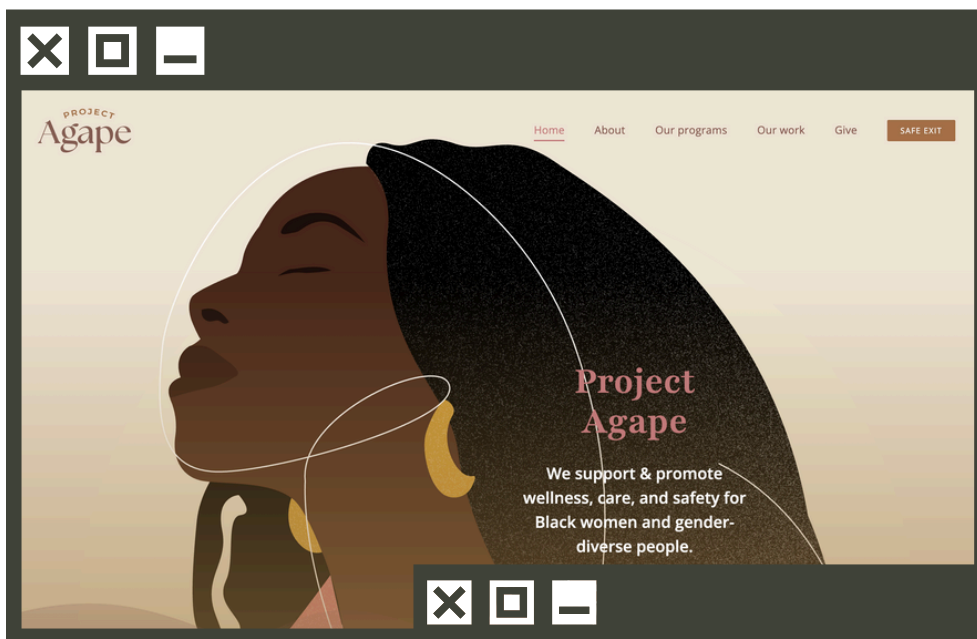 PROJECT
Agape
Home About Our programs Our work Give SAFE EXIT
Project
Agape
We support & promote
wellness, care, and safety for
Black women and gender-
diverse people.